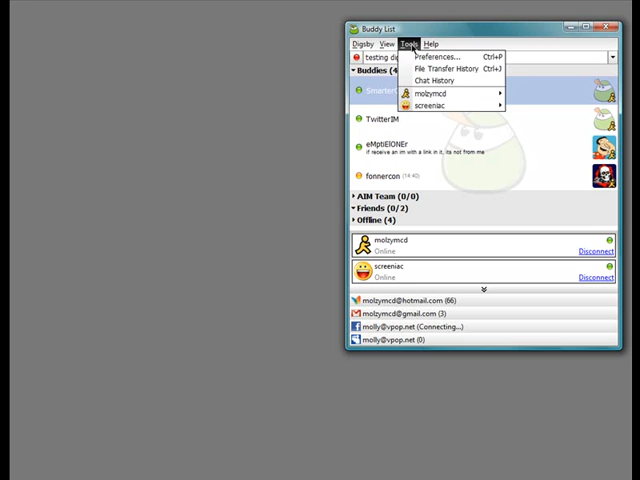 Buddy List
Digsby View Tools Help
testing di
Preferences... Ctrl+P
File Transfer History Ctrl+J
Chat History
molzymcd
screeniac
Buddies (4
Smarter
TwitterIM
eMptiElONEr
if receive an im with a link in it, its not from me
fonnercon (14:40)
AIM Team (0/0)
Friends (0/2)
Offline (4)
molzymcd
Online Disconnect
screeniac
Online Disconnect
molzymcd@hotmail.com (66)
molzymcd@gmail.com (3)
molly@vpop.net (Connecting...)
molly@vpop.net (0)